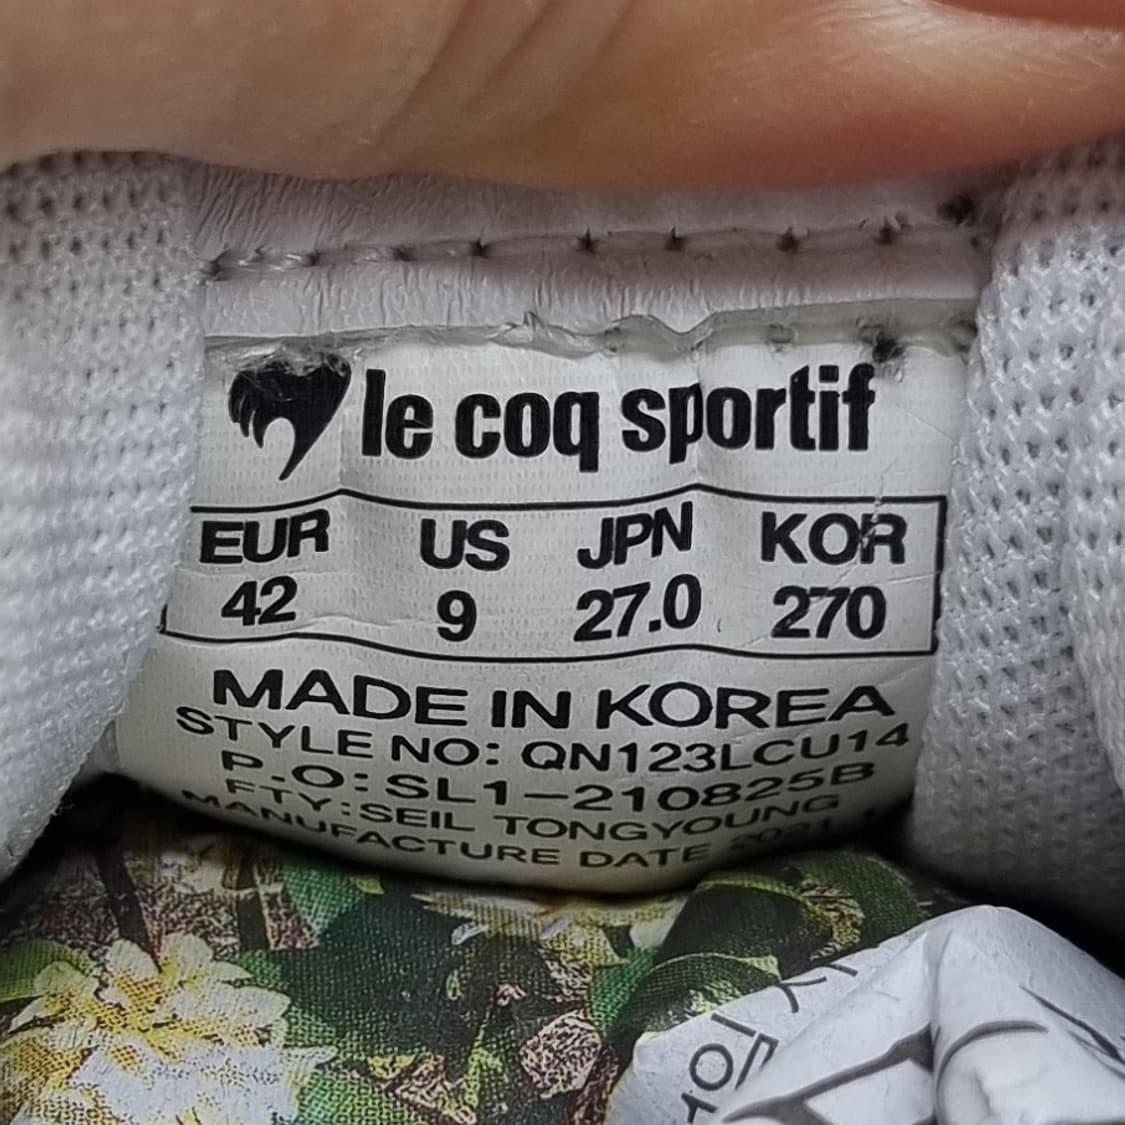 le coq sportif
EUR US JPN KOR
42 9 27.0 270
MADE IN KOREA
STYLE NO: QN123LCU14
P.O: SL1-210825B
FTY: SEIL TONGYOUNG
MANUFACTURE DATE 2021